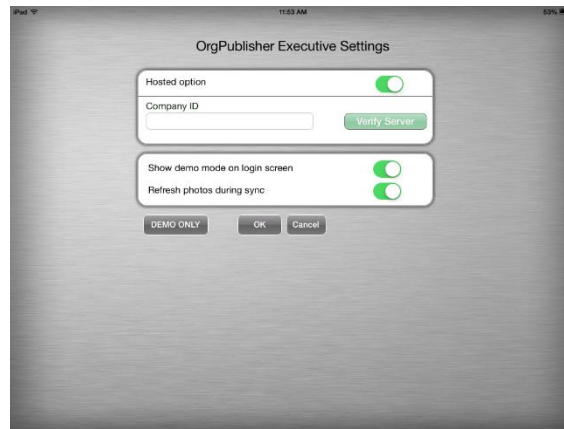 iPad
11:53 AM
53%
OrgPublisher Executive Settings
Hosted option
Company ID
Verify Server
Show demo mode on login screen
Refresh photos during sync
DEMO ONLY
OK
Cancel